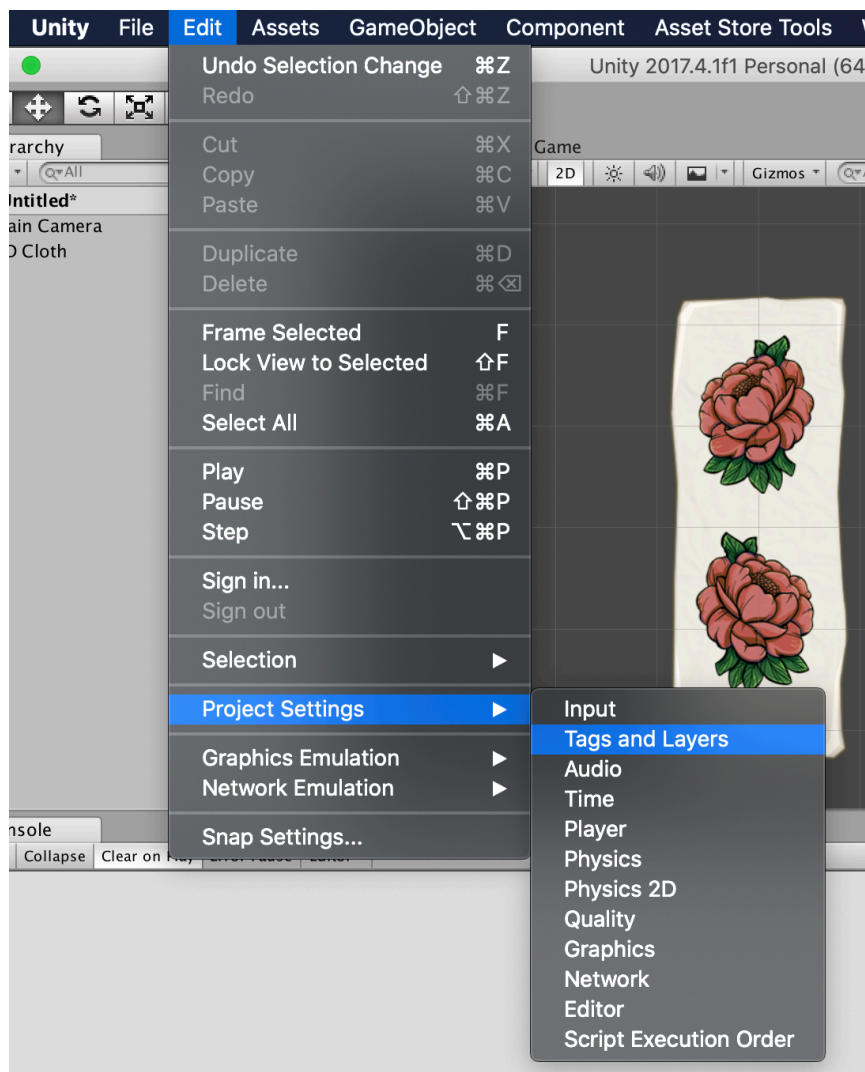 Unity File Edit Assets GameObject Component Asset Store Tools
Unity 2017.4.1f1 Personal (64
rarchy
All
Untitled*
ain Camera
D Cloth
Undo Selection Change ⌘Z
Redo ⇧⌘Z
Cut ⌘X
Copy ⌘C
Paste ⌘V
Duplicate ⌘D
Delete ⌘⌫
Frame Selected F
Lock View to Selected ⇧F
Find ⌘F
Select All ⌘A
Play ⌘P
Pause ⇧⌘P
Step ⌥⌘P
Sign in...
Sign out
Selection ▶
Project Settings ▶
Graphics Emulation ▶
Network Emulation ▶
Snap Settings...
Game
2D Gizmos
Input
Tags and Layers
Audio
Time
Player
Physics
Physics 2D
Quality
Graphics
Network
Editor
Script Execution Order
nsole
Collapse Clear on Play Error Pause Editor